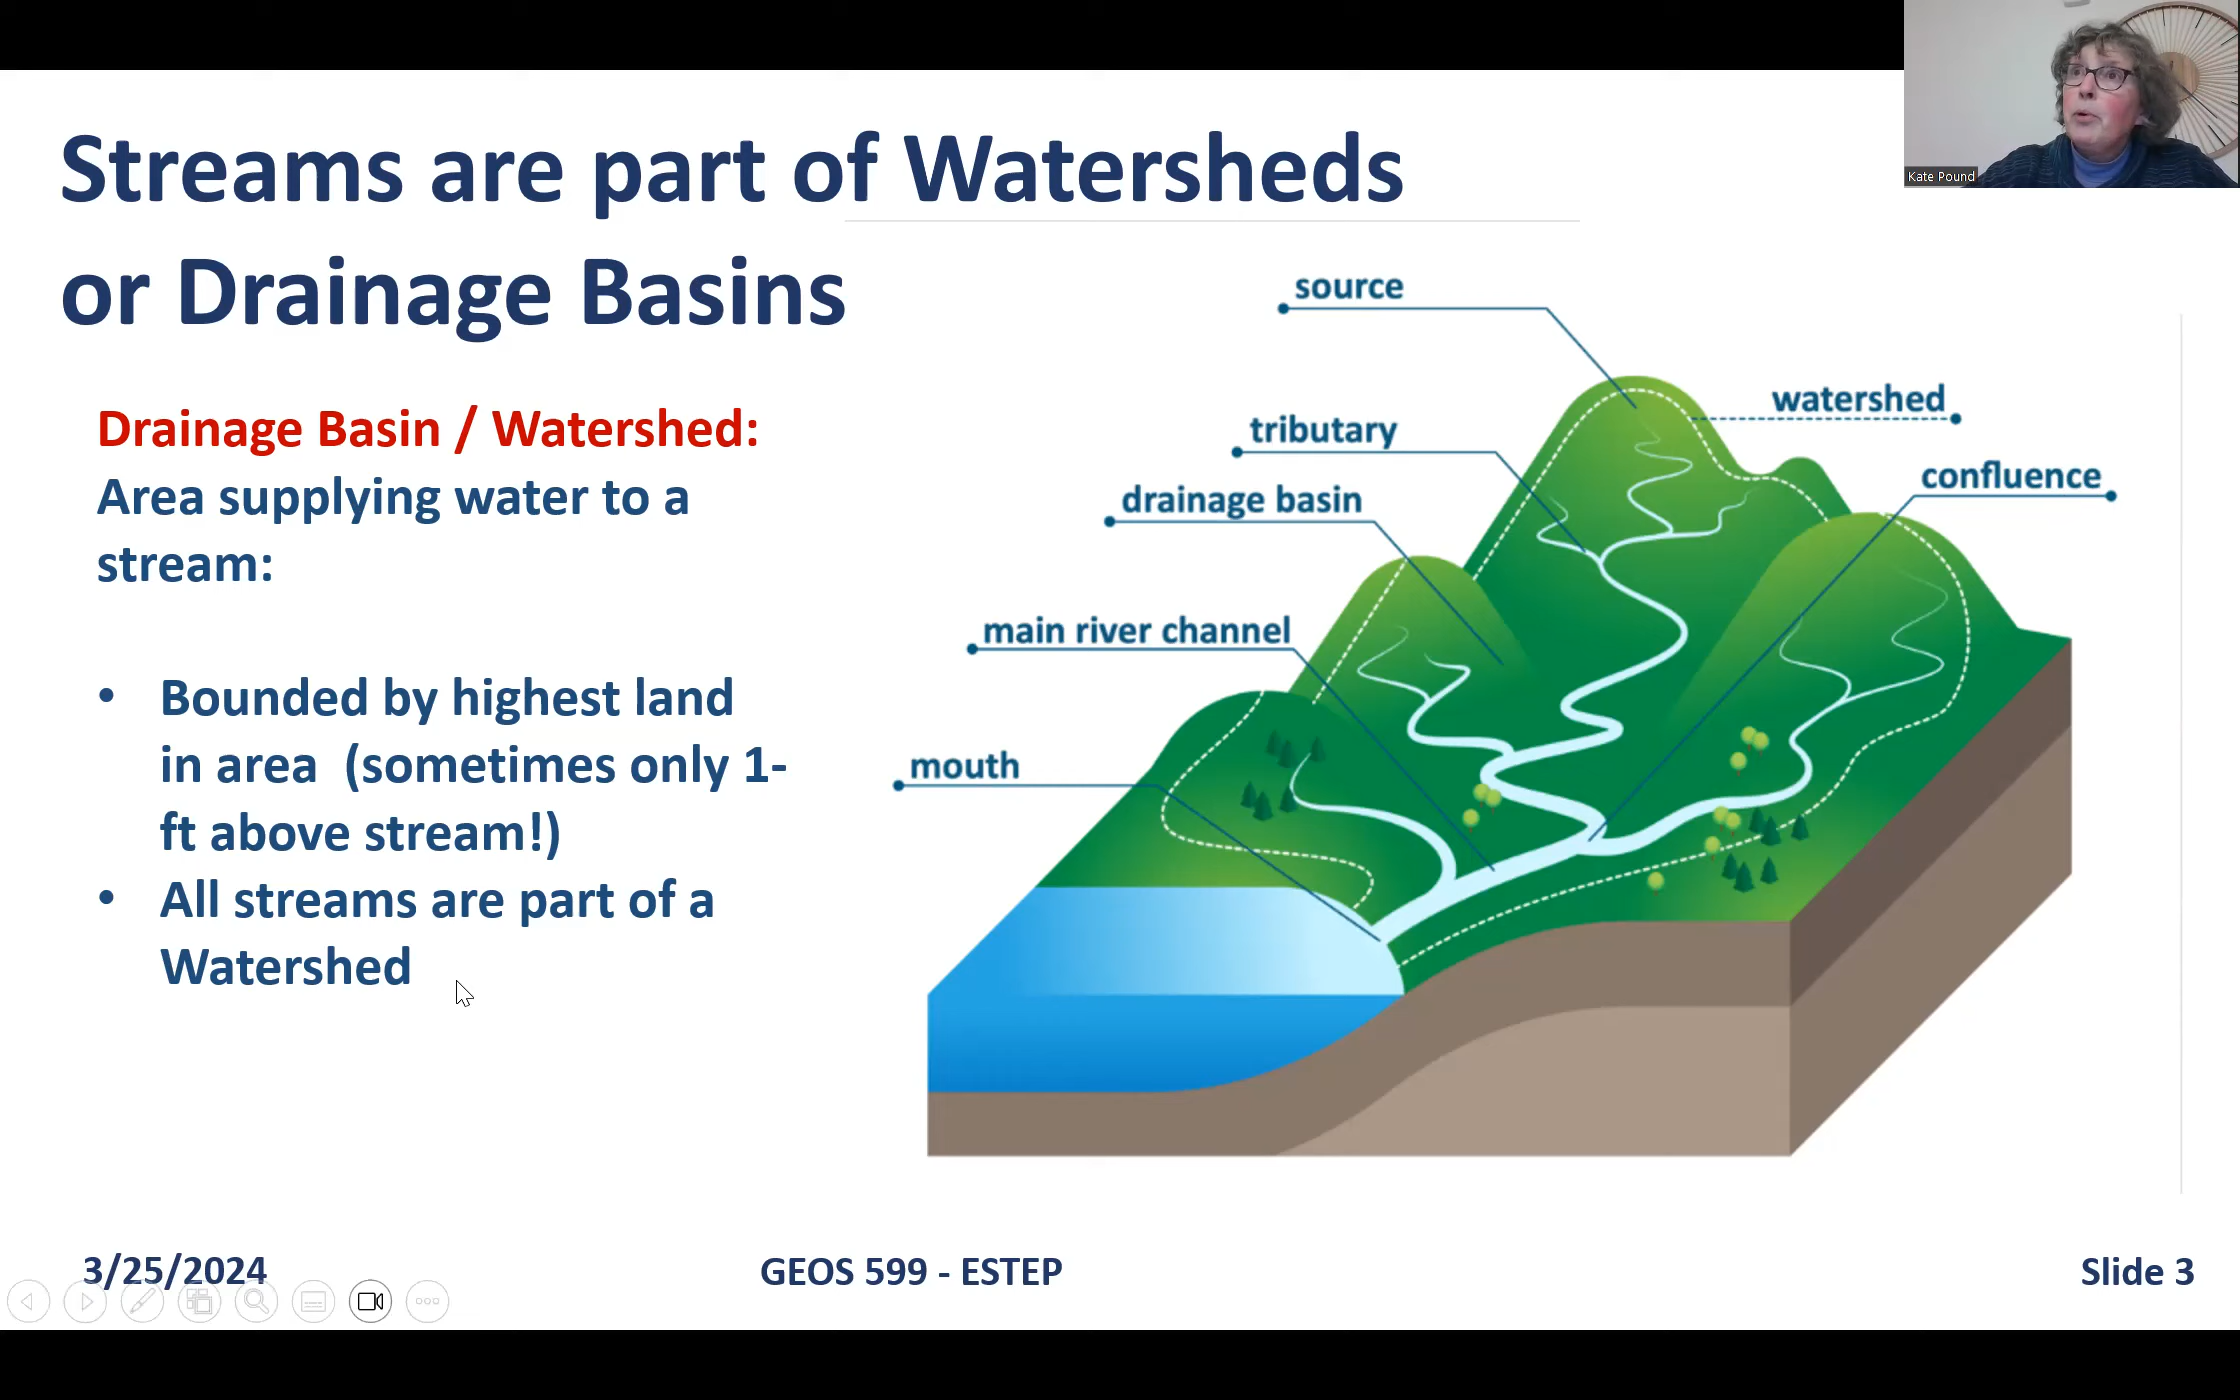 Kate Pound
Streams are part of Watersheds
or Drainage Basins
Drainage Basin / Watershed:
Area supplying water to a
stream:
• Bounded by highest land
in area (sometimes only 1-
ft above stream!)
• All streams are part of a
Watershed
source
watershed
tributary
confluence
drainage basin
main river channel
mouth
3/25/2024
GEOS 599 - ESTEP
Slide 3